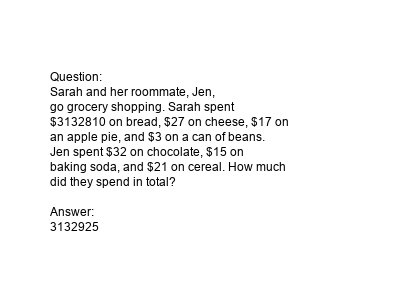 Question:
Sarah and her roommate, Jen,
go grocery shopping. Sarah spent
$3132810 on bread, $27 on cheese, $17 on
an apple pie, and $3 on a can of beans.
Jen spent $32 on chocolate, $15 on
baking soda, and $21 on cereal. How much
did they spend in total?

Answer:
3132925